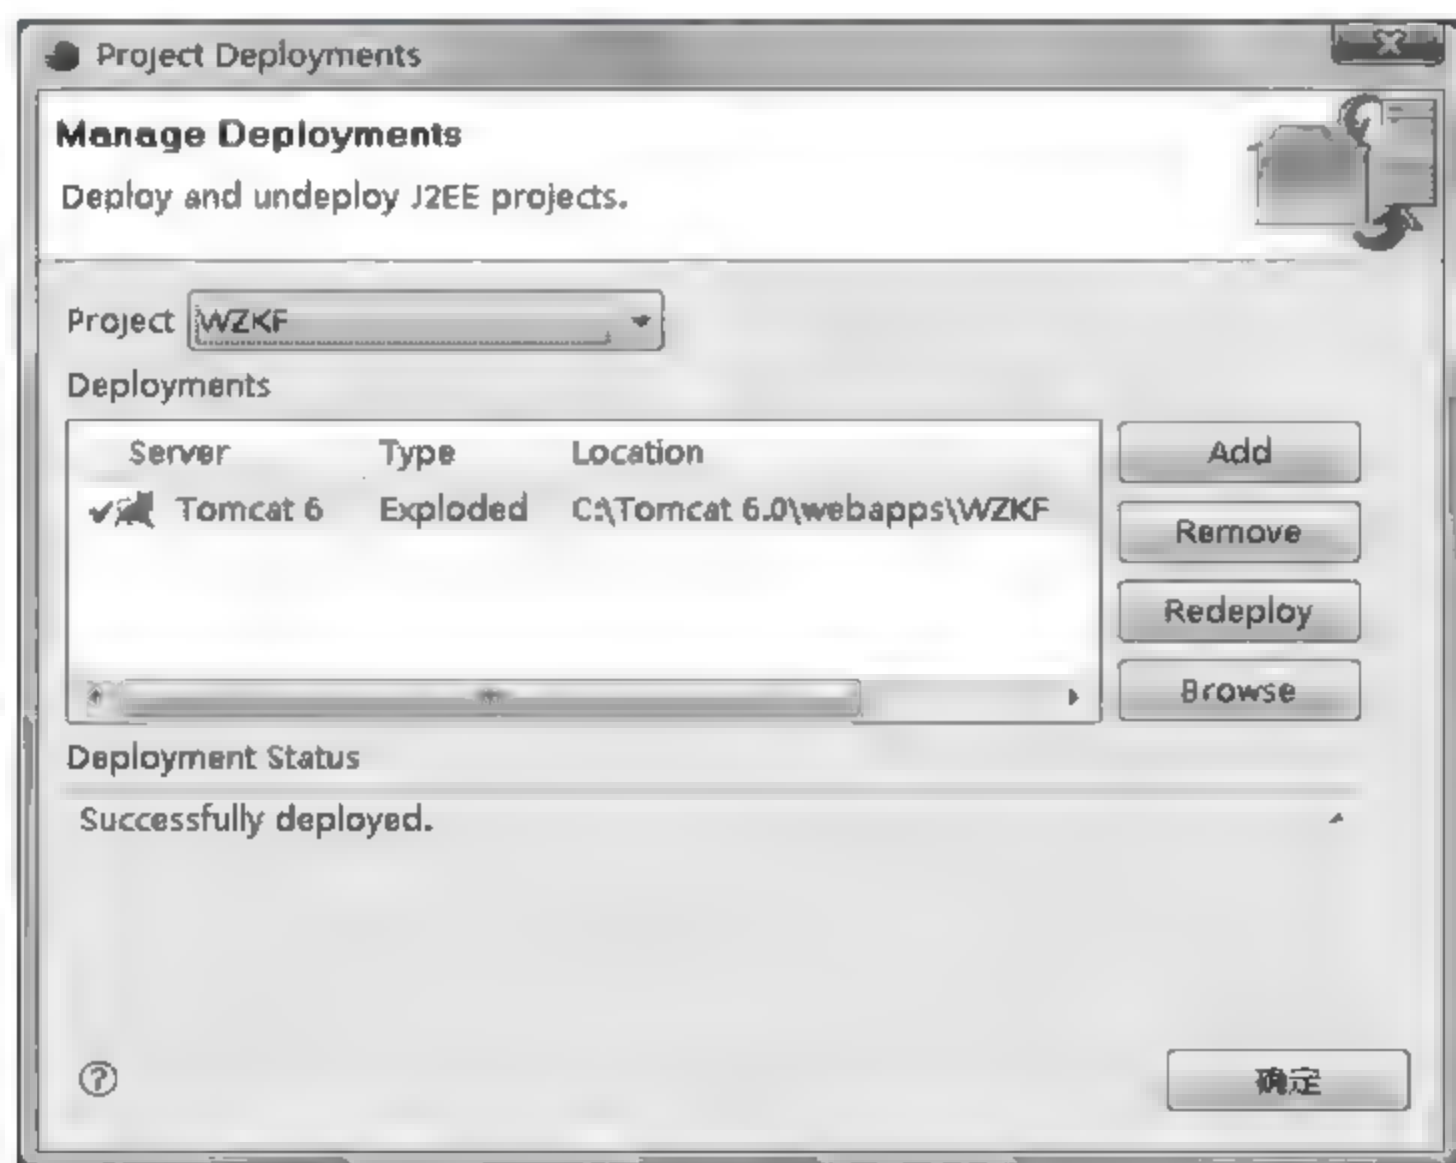 Project Deployments
Manage Deployments
Deploy and undeploy J2EE projects.
Project WZKF
Deployments
Server Type Location
Tomcat 6 Exploded C:\Tomcat 6.0\webapps\WZKF
Add
Remove
Redeploy
Browse
Deployment Status
Successfully deployed.
确定